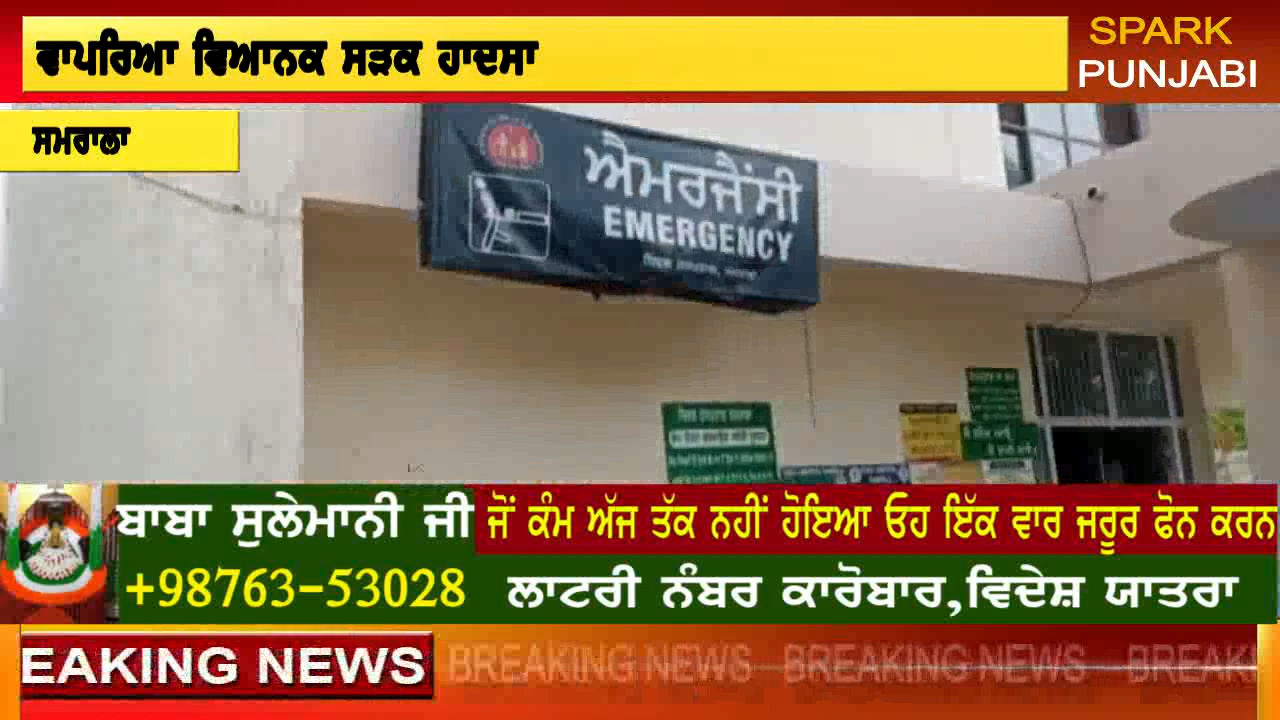 ਵਾਪਰਿਆ ਵਿਆਨਕ ਸੜਕ ਹਾਦਸਾ
SPARK
PUNJABI
ਸਮਰਾਲਾ
ਐਮਰਜੈਂਸੀ
EMERGENCY
ਬਾਬਾ ਸੁਲੇਮਾਨੀ ਜੀ
ਜੋਂ ਕੰਮ ਅੱਜ ਤੱਕ ਨਹੀਂ ਹੋਇਆ ਓਹ ਇੱਕ ਵਾਰ ਜਰੂਰ ਫੋਨ ਕਰਨ
+98763-53028
ਲਾਟਰੀ ਨੰਬਰ ਕਾਰੋਬਾਰ,ਵਿਦੇਸ਼ ਯਾਤਰਾ
EAKING NEWS BREAKING NEWS BREAKING NEWS BREAKI